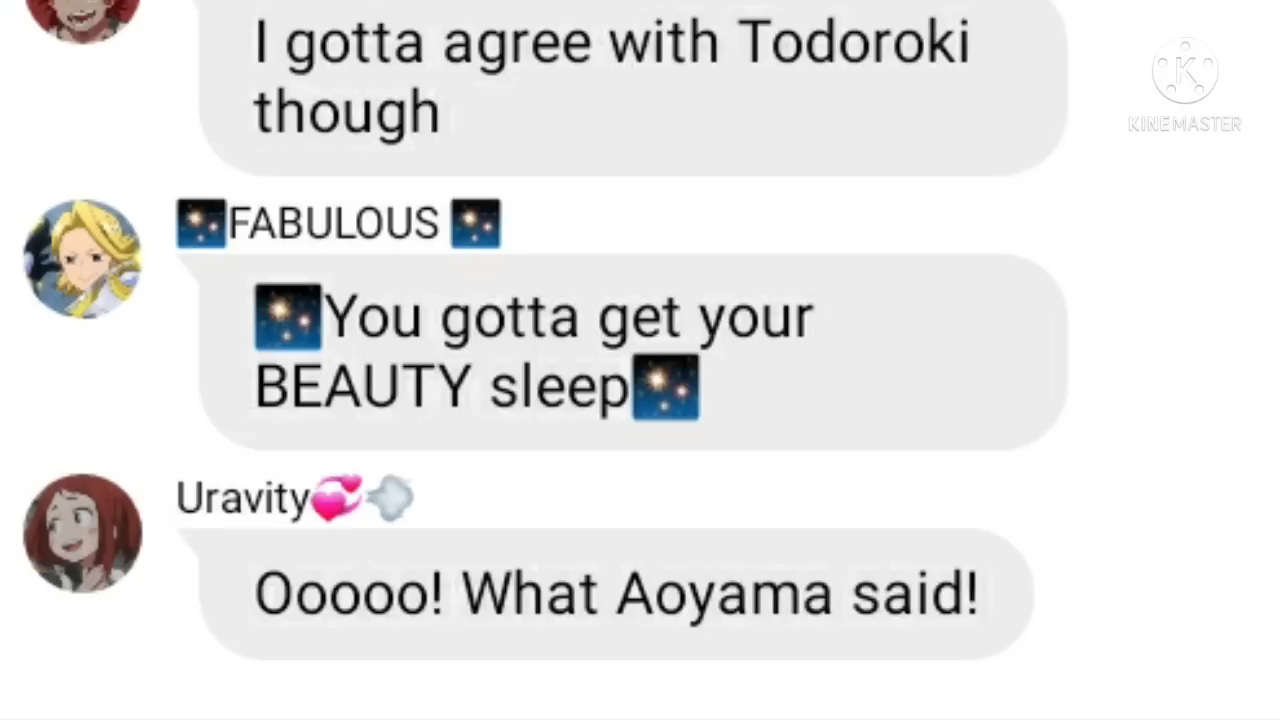 I gotta agree with Todoroki
though
KINEMASTER
🎇FABULOUS 🎇
🎇You gotta get your
BEAUTY sleep🎇
Uravity💞💨
Ooooo! What Aoyama said!